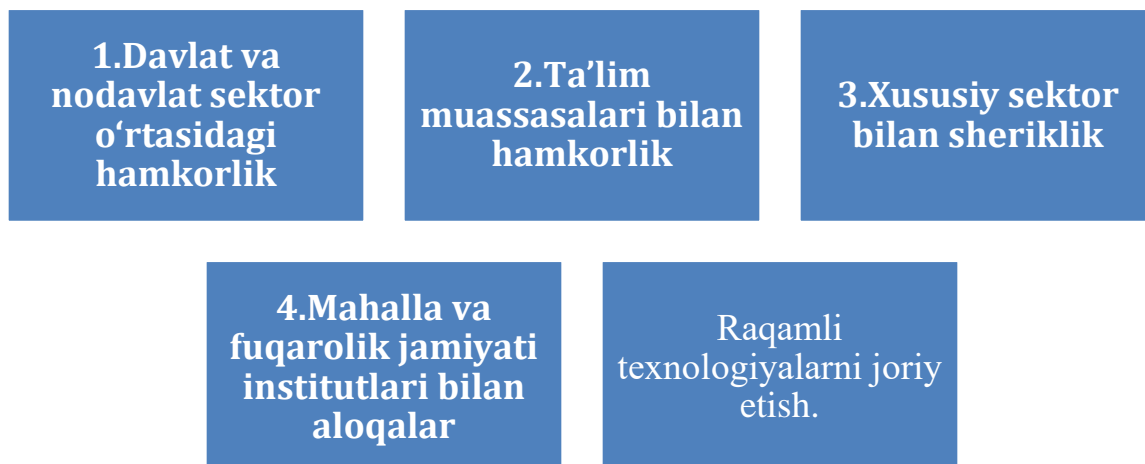 1.Davlat va
nodavlat sektor
o‘rtasidagi
hamkorlik
2.Ta’lim
muassasalari bilan
hamkorlik
3.Xususiy sektor
bilan sheriklik
4.Mahalla va
fuqarolik jamiyati
institutlari bilan
aloqalar
Raqamli
texnologiyalarni joriy
etish.